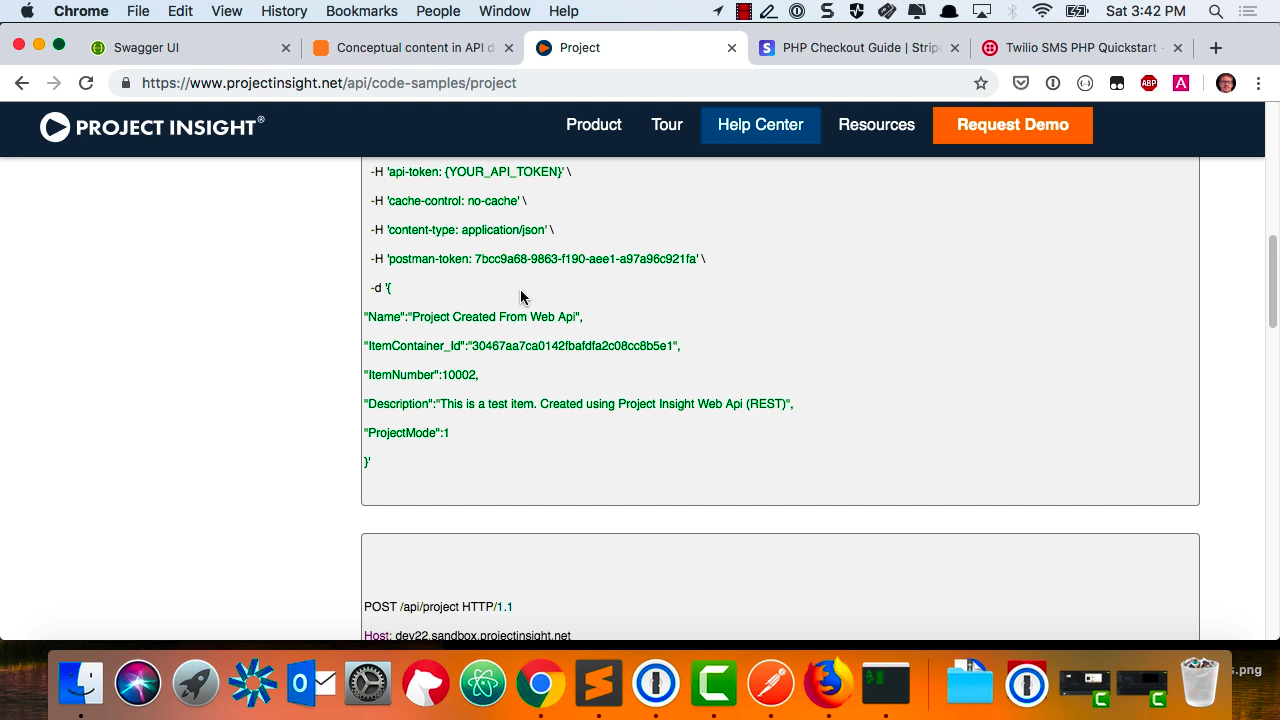 Chrome File Edit View History Bookmarks People Window Help Sat 3:42 PM
Swagger UI Conceptual content in API d Project PHP Checkout Guide | Stripe Twilio SMS PHP Quickstart -
https://www.projectinsight.net/api/code-samples/project ABP A
PROJECT INSIGHT® Product Tour Help Center Resources Request Demo
-H 'api-token: {YOUR_API_TOKEN}' \
-H 'cache-control: no-cache' \
-H 'content-type: application/json' \
-H 'postman-token: 7bcc9a68-9863-f190-aee1-a97a96c921fa' \
-d '{
"Name":"Project Created From Web Api",
"ItemContainer_Id":"30467aa7ca0142fbafdfa2c08cc8b5e1",
"ItemNumber":10002,
"Description":"This is a test item. Created using Project Insight Web Api (REST)",
"ProjectMode":1
}'
POST /api/project HTTP/1.1
Host: dev22.sandbox.projectinsight.net
s.png